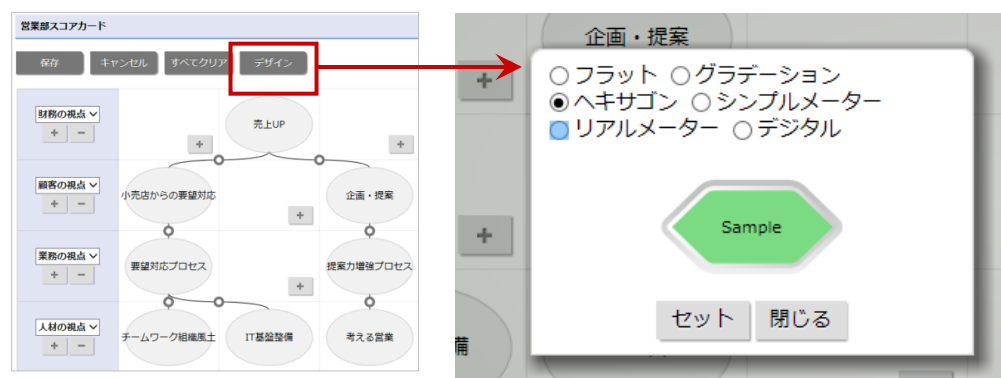 営業部スコアカード
保存 キャンセル すべてクリア デザイン
財務の視点
+ −
売上UP
+ +
顧客の視点
+ −
小売店からの要望対応 企画・提案
+
業務の視点
+ −
要望対応プロセス 提案力増強プロセス
+
人材の視点
+ −
チームワーク組織風土 IT基盤整備 考える営業
企画・提案
+
フラット グラデーション
ヘキサゴン シンプルメーター
リアルメーター デジタル
+
Sample
セット 閉じる
備